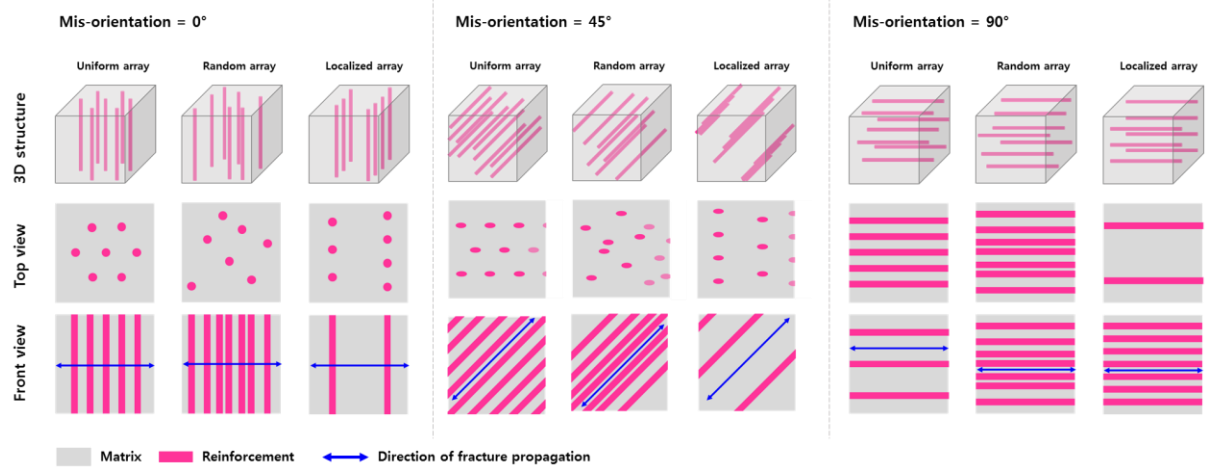 Mis-orientation = 0°
Mis-orientation = 45°
Mis-orientation = 90°
Uniform array
Random array
Localized array
Uniform array
Random array
Localized array
Uniform array
Random array
Localized array
3D structure
Top view
Front view
Matrix
Reinforcement
Direction of fracture propagation